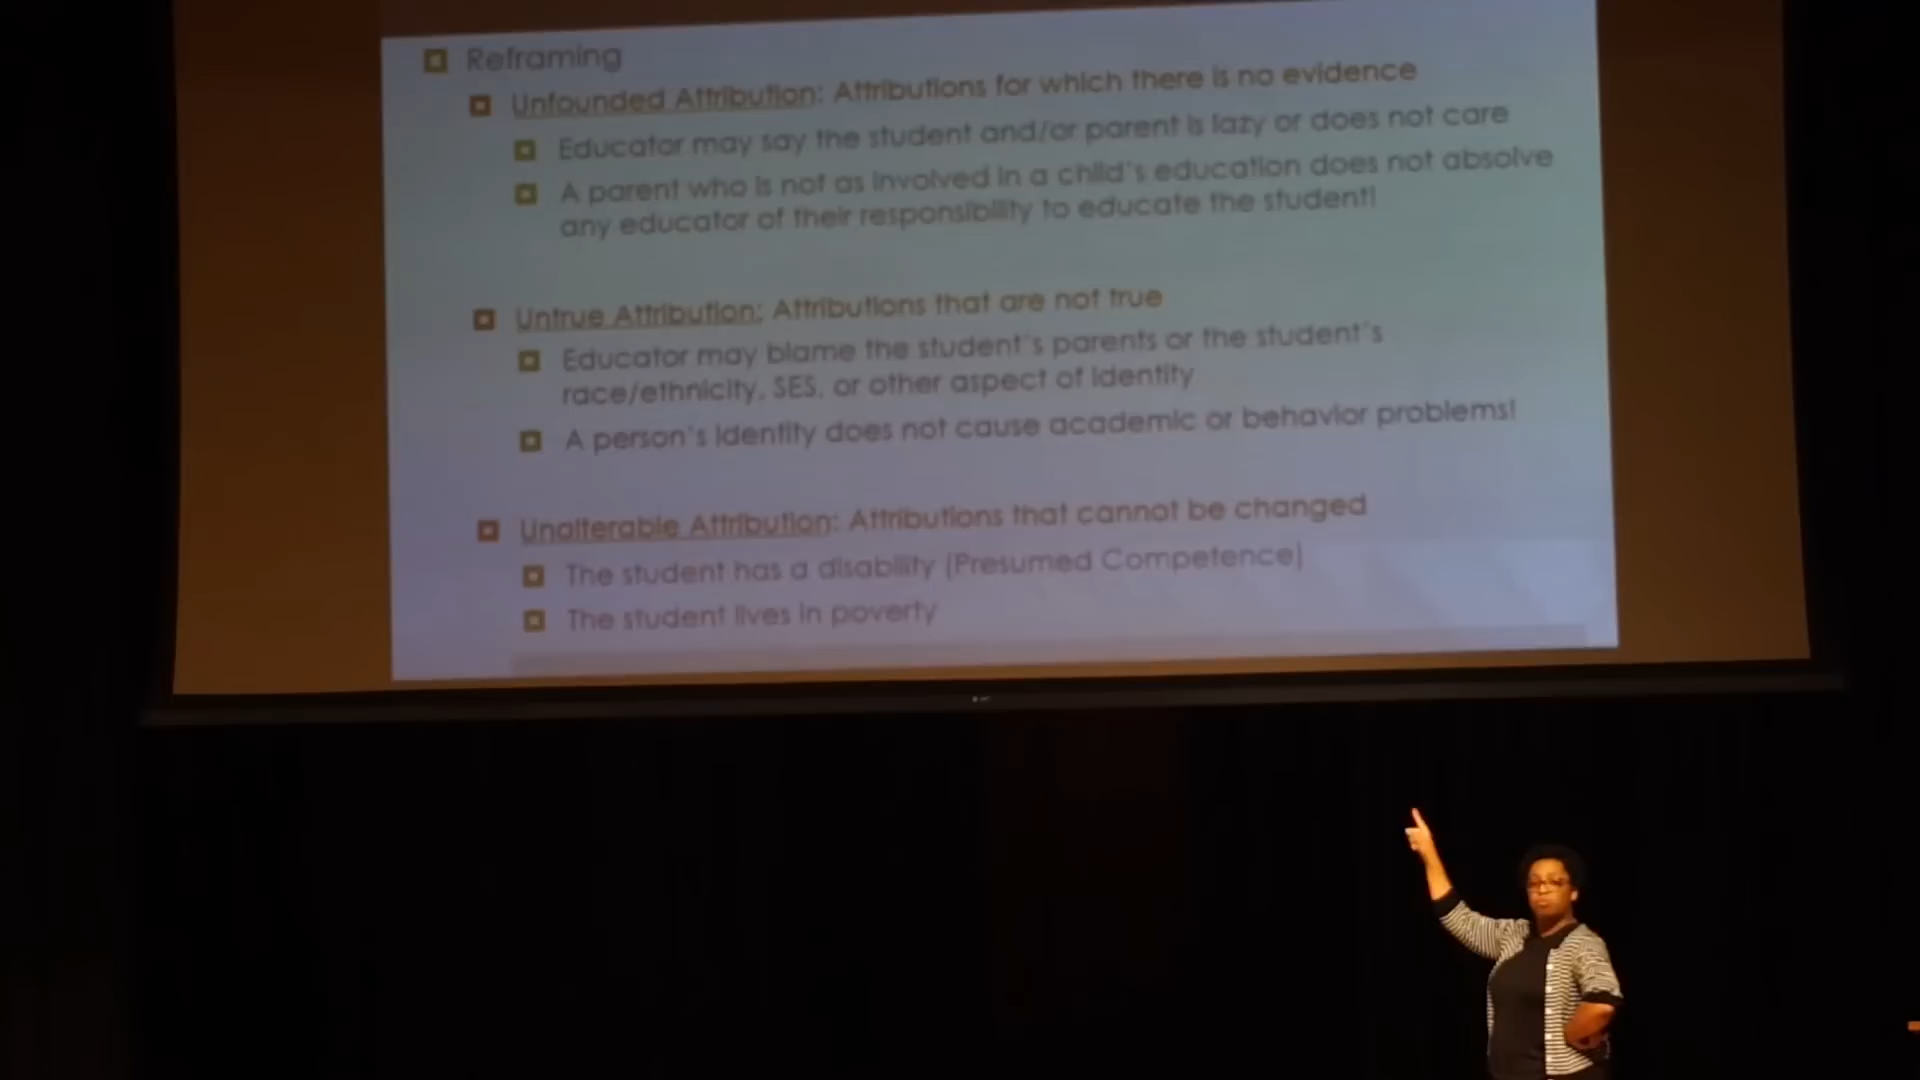 Reframing
Unfounded Attribution: Attributions for which there is no evidence
Educator may say the student and/or parent is lazy or does not care
A parent who is not as involved in a child's education does not absolve
any educator of their responsibility to educate the student!
Untrue Attribution: Attributions that are not true
Educator may blame the student's parents or the student's
race/ethnicity, SES, or other aspect of identity
A person's identity does not cause academic or behavior problems!
Unalterable Attribution: Attributions that cannot be changed
The student has a disability (Presumed Competence)
The student lives in poverty